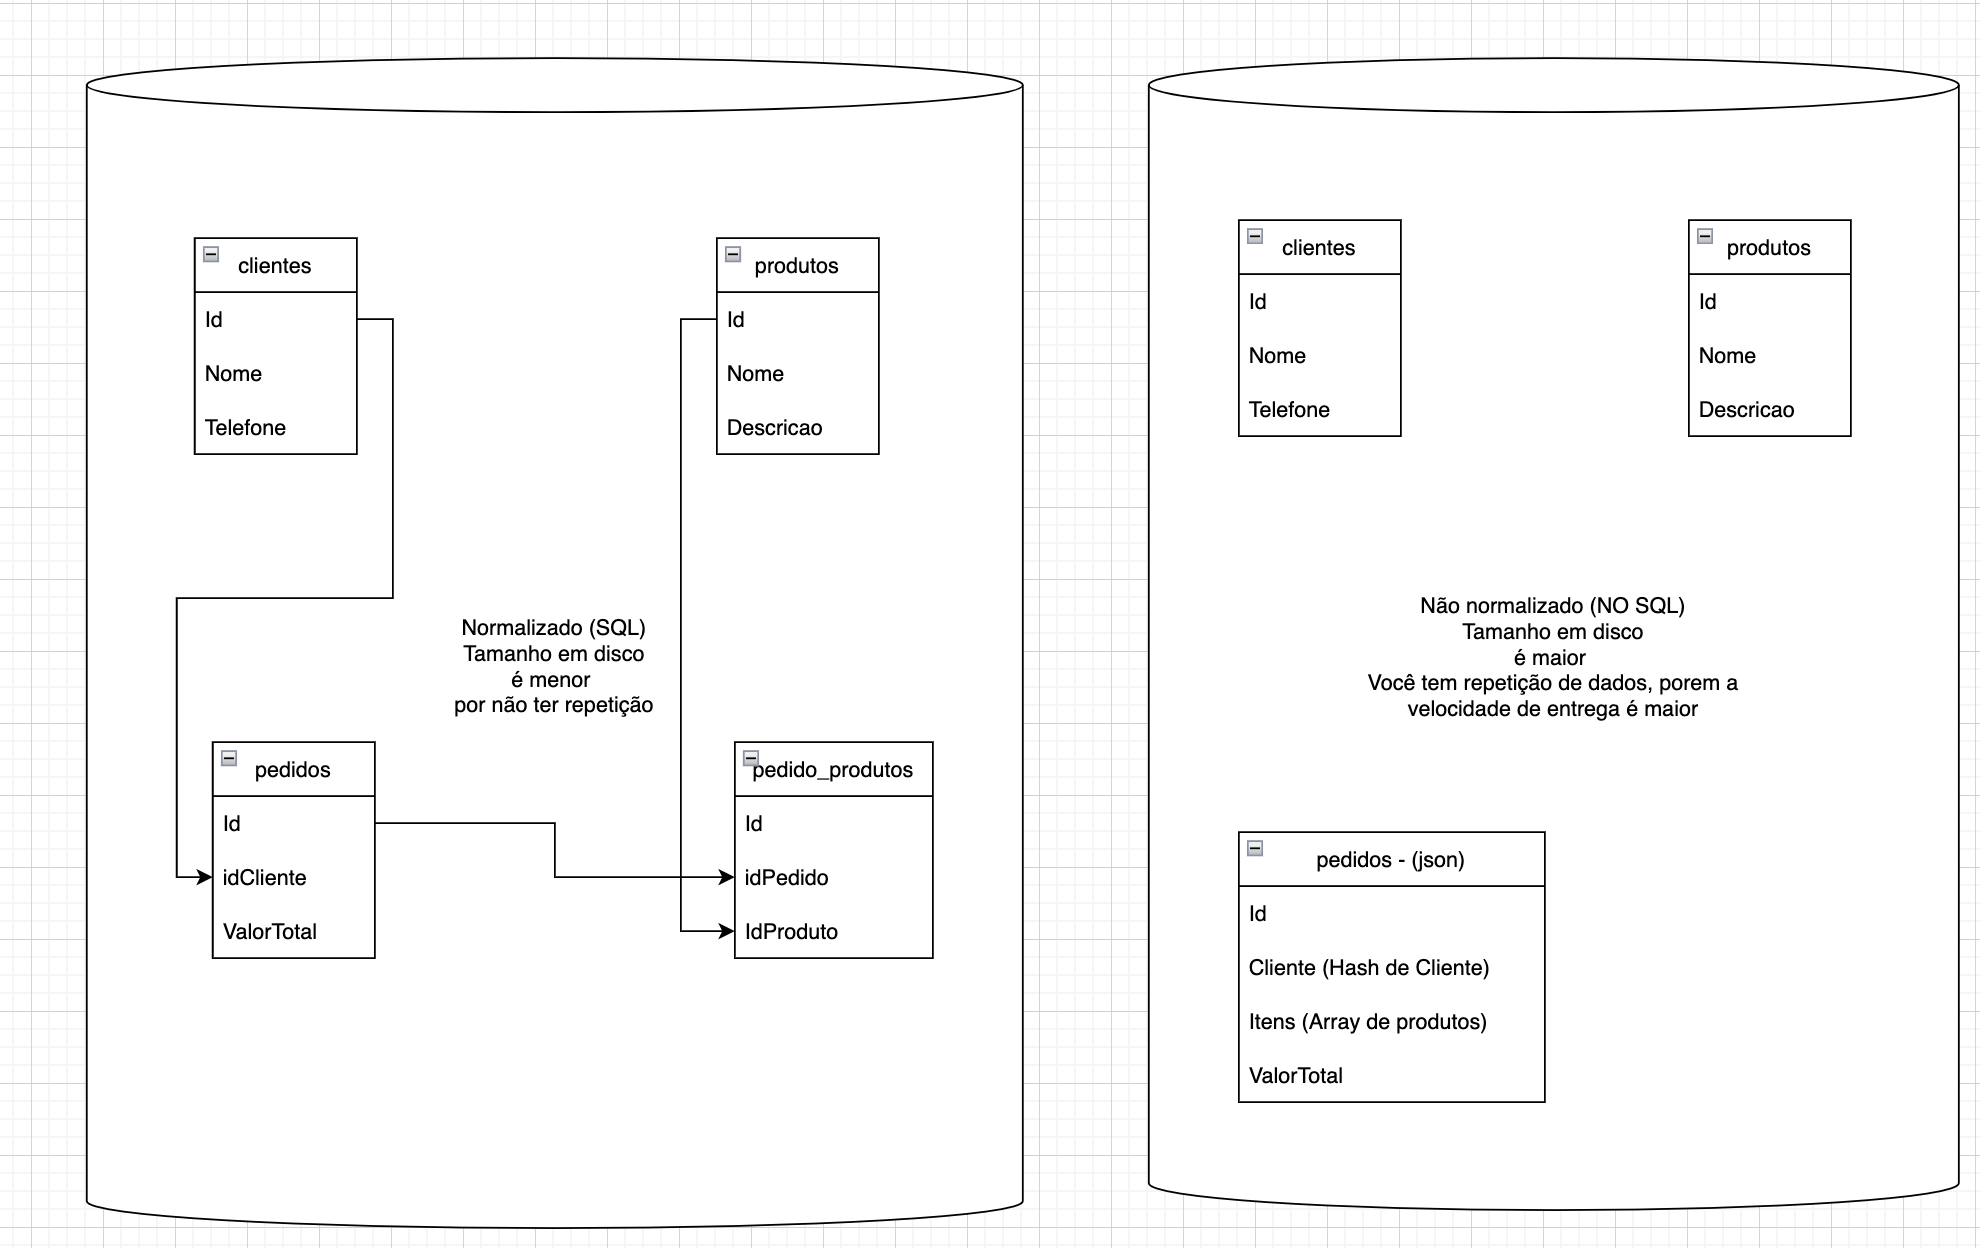 clientes
Id
Nome
Telefone
produtos
Id
Nome
Descricao
Normalizado (SQL)
Tamanho em disco
é menor
por não ter repetição
pedidos
Id
idCliente
ValorTotal
pedido_produtos
Id
idPedido
IdProduto
clientes
Id
Nome
Telefone
produtos
Id
Nome
Descricao
Não normalizado (NO SQL)
Tamanho em disco
é maior
Você tem repetição de dados, porem a
velocidade de entrega é maior
pedidos - (json)
Id
Cliente (Hash de Cliente)
Itens (Array de produtos)
ValorTotal